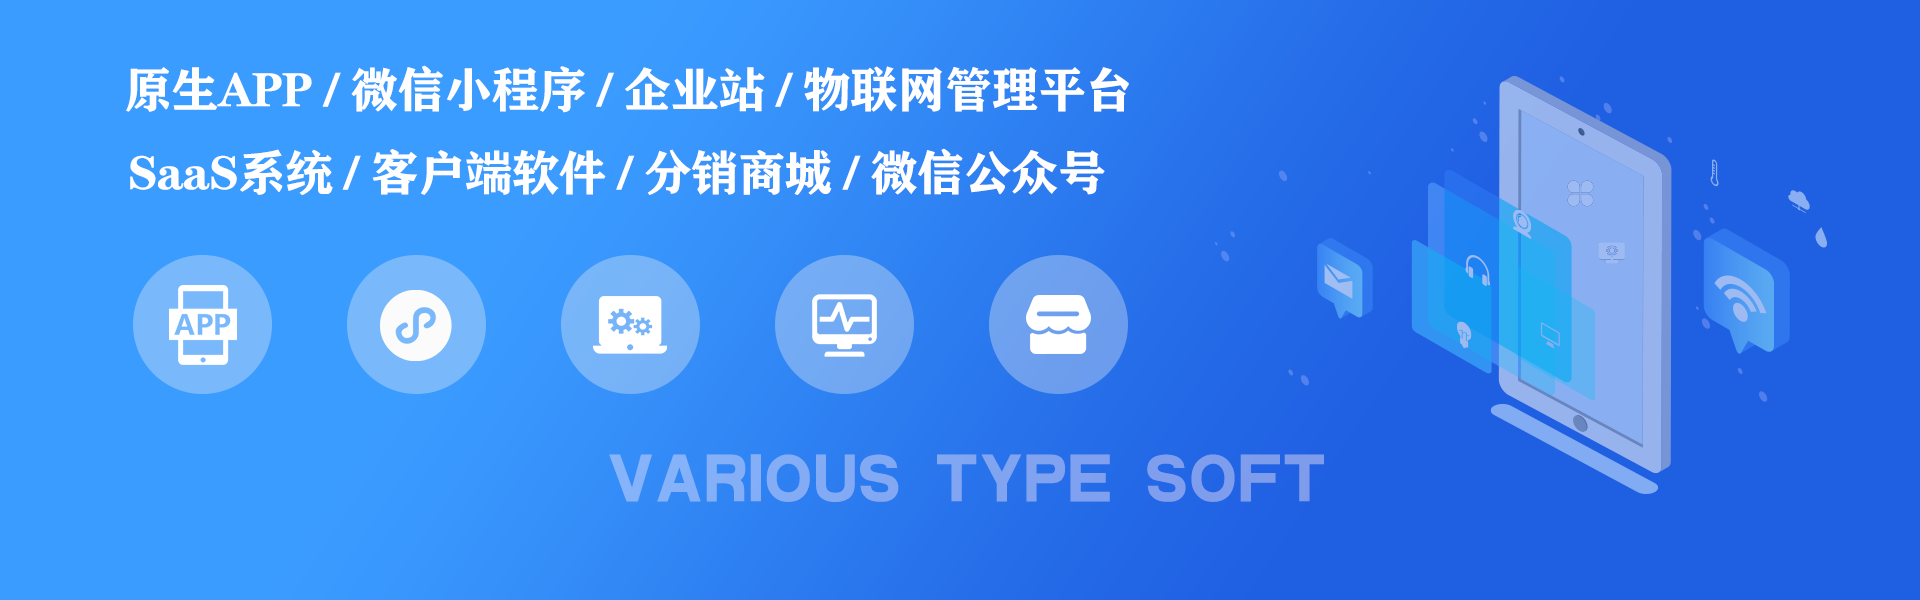 原生APP / 微信小程序 / 企业站 / 物联网管理平台
SaaS系统 / 客户端软件 / 分销商城 / 微信公众号
APP
VARIOUS TYPE SOFT